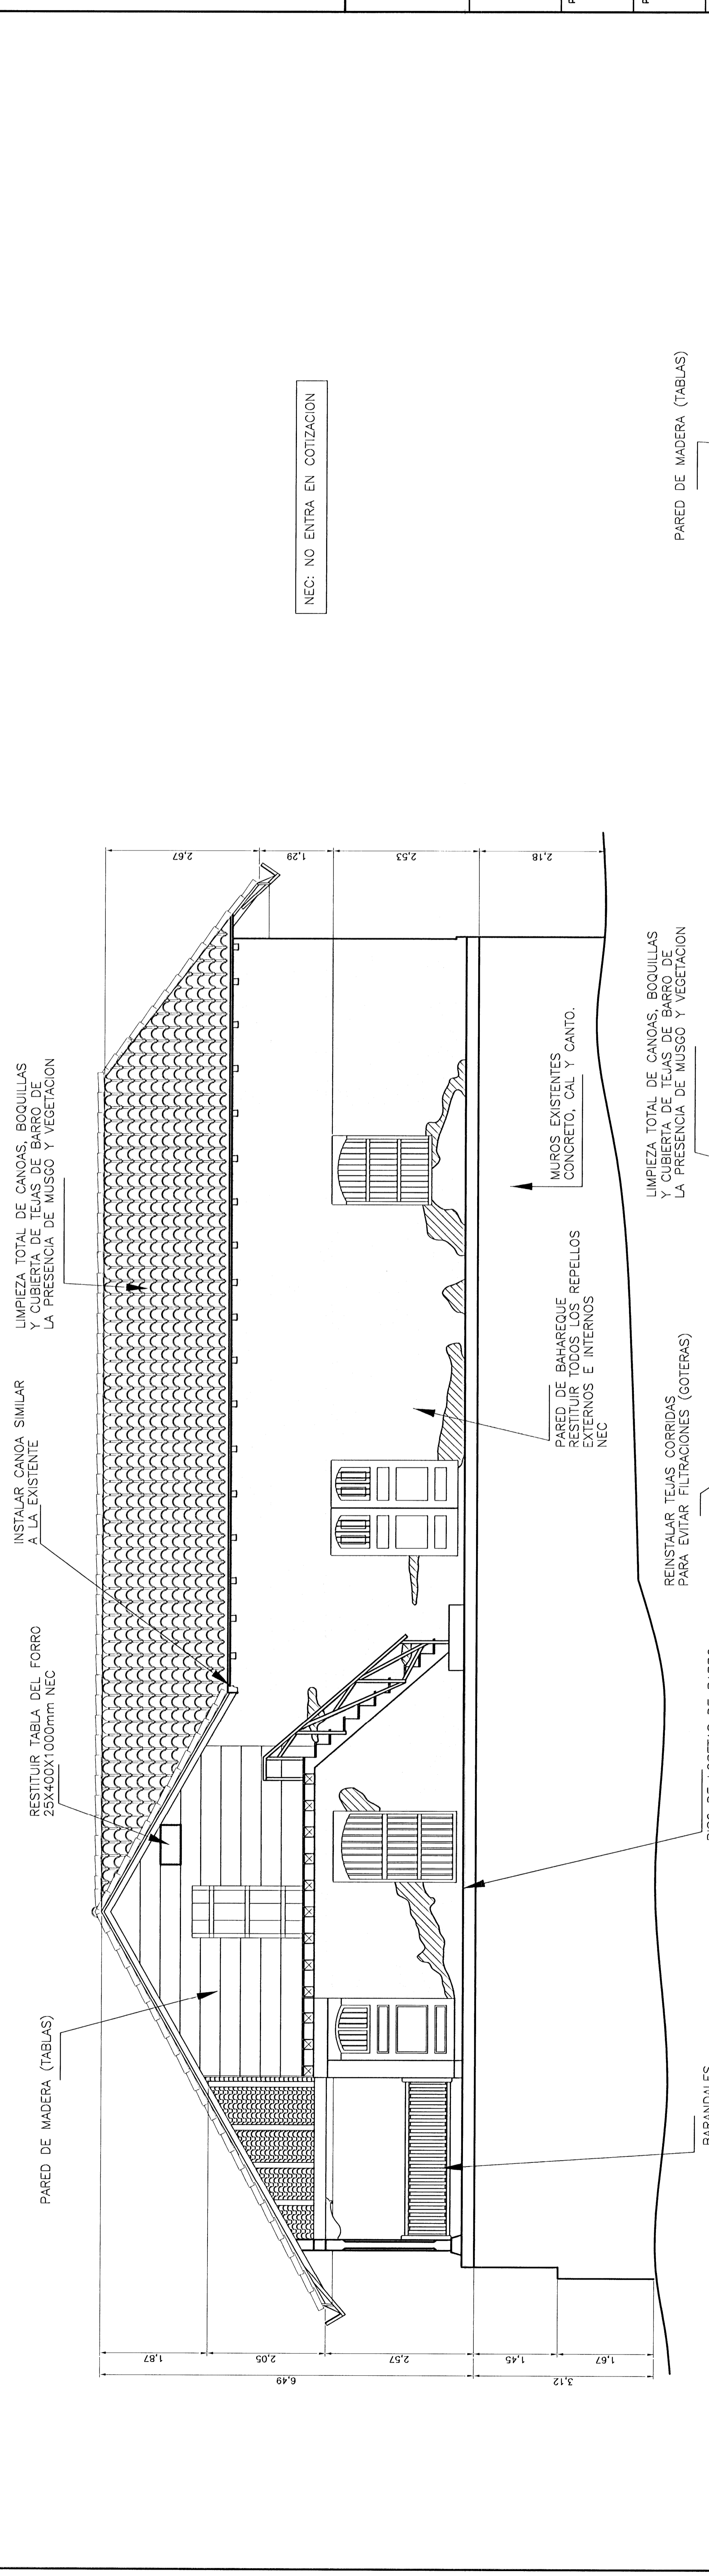 LIMPIEZA TOTAL DE CANOAS, BOQUILLAS
Y CUBIERTA DE TEJAS DE BARRO DE
LA PRESENCIA DE MUSGO Y VEGETACION
INSTALAR CANOA SIMILAR
A LA EXISTENTE
RESTITUIR TABLA DEL FORRO
25X400X1000mm NEC
PARED DE MADERA (TABLAS)
NEC: NO ENTRA EN COTIZACION
2,67
1,29
2,53
2,18
1,87
2,05
2,57
1,45
1,67
6,49
3,12
MUROS EXISTENTES
CONCRETO, CAL Y CANTO.
PARED DE BAHAREQUE
RESTITUIR TODOS LOS REPELLOS
EXTERNOS E INTERNOS
NEC
PARED DE MADERA (TABLAS)
LIMPIEZA TOTAL DE CANOAS, BOQUILLAS
Y CUBIERTA DE TEJAS DE BARRO DE
LA PRESENCIA DE MUSGO Y VEGETACION
REINSTALAR TEJAS CORRIDAS
PARA EVITAR FILTRACIONES (GOTERAS)
BARANDALES